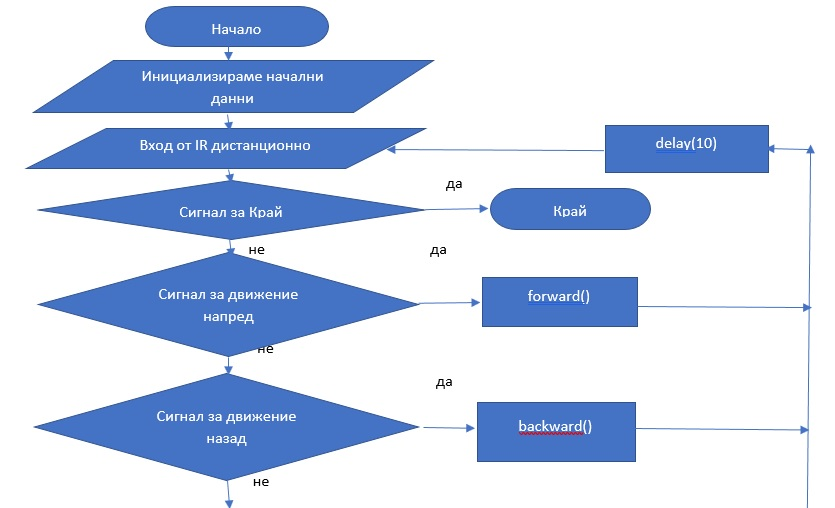 Начало
Инициализираме начални
данни
Вход от IR дистанционно
delay(10)
да
Сигнал за Край
Край
не
да
Сигнал за движение
напред
forward()
не
да
Сигнал за движение
назад
backward()
не